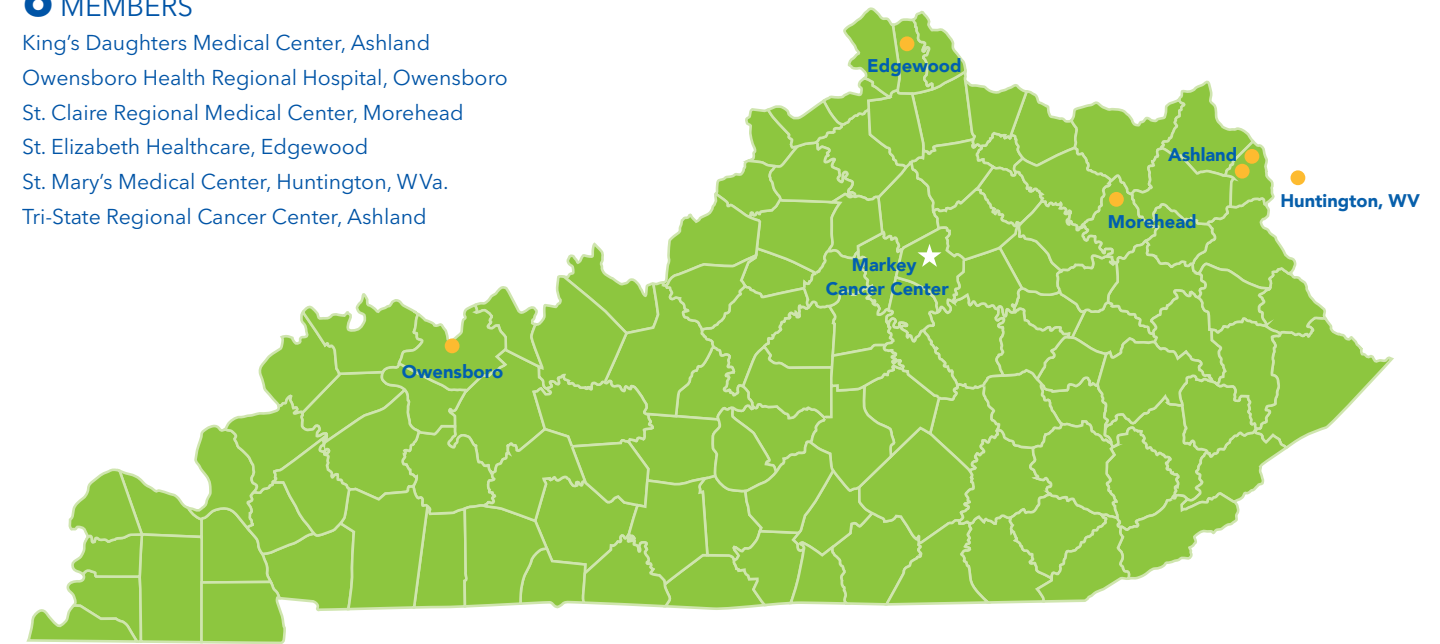 6 MEMBERS
King's Daughters Medical Center, Ashland
Owensboro Health Regional Hospital, Owensboro
St. Claire Regional Medical Center, Morehead
St. Elizabeth Healthcare, Edgewood
St. Mary's Medical Center, Huntington, WVa.
Tri-State Regional Cancer Center, Ashland
Edgewood
Ashland
Huntington, WV
Morehead
Markey
Cancer Center
Owensboro